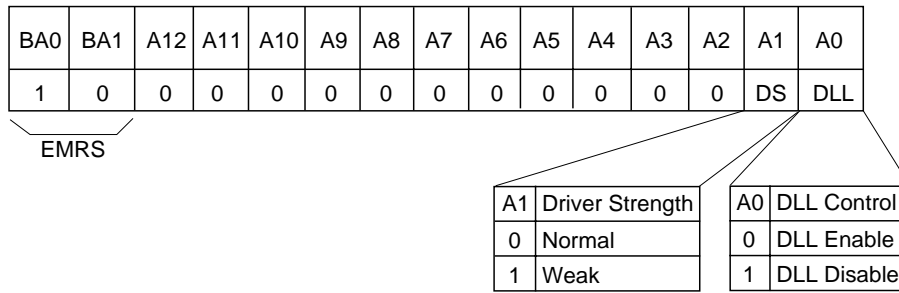 BA0 BA1 A12 A11 A10 A9 A8 A7 A6 A5 A4 A3 A2 A1 A0
1 0 0 0 0 0 0 0 0 0 0 0 0 DS DLL
EMRS
A1 Driver Strength
0 Normal
1 Weak
A0 DLL Control
0 DLL Enable
1 DLL Disable